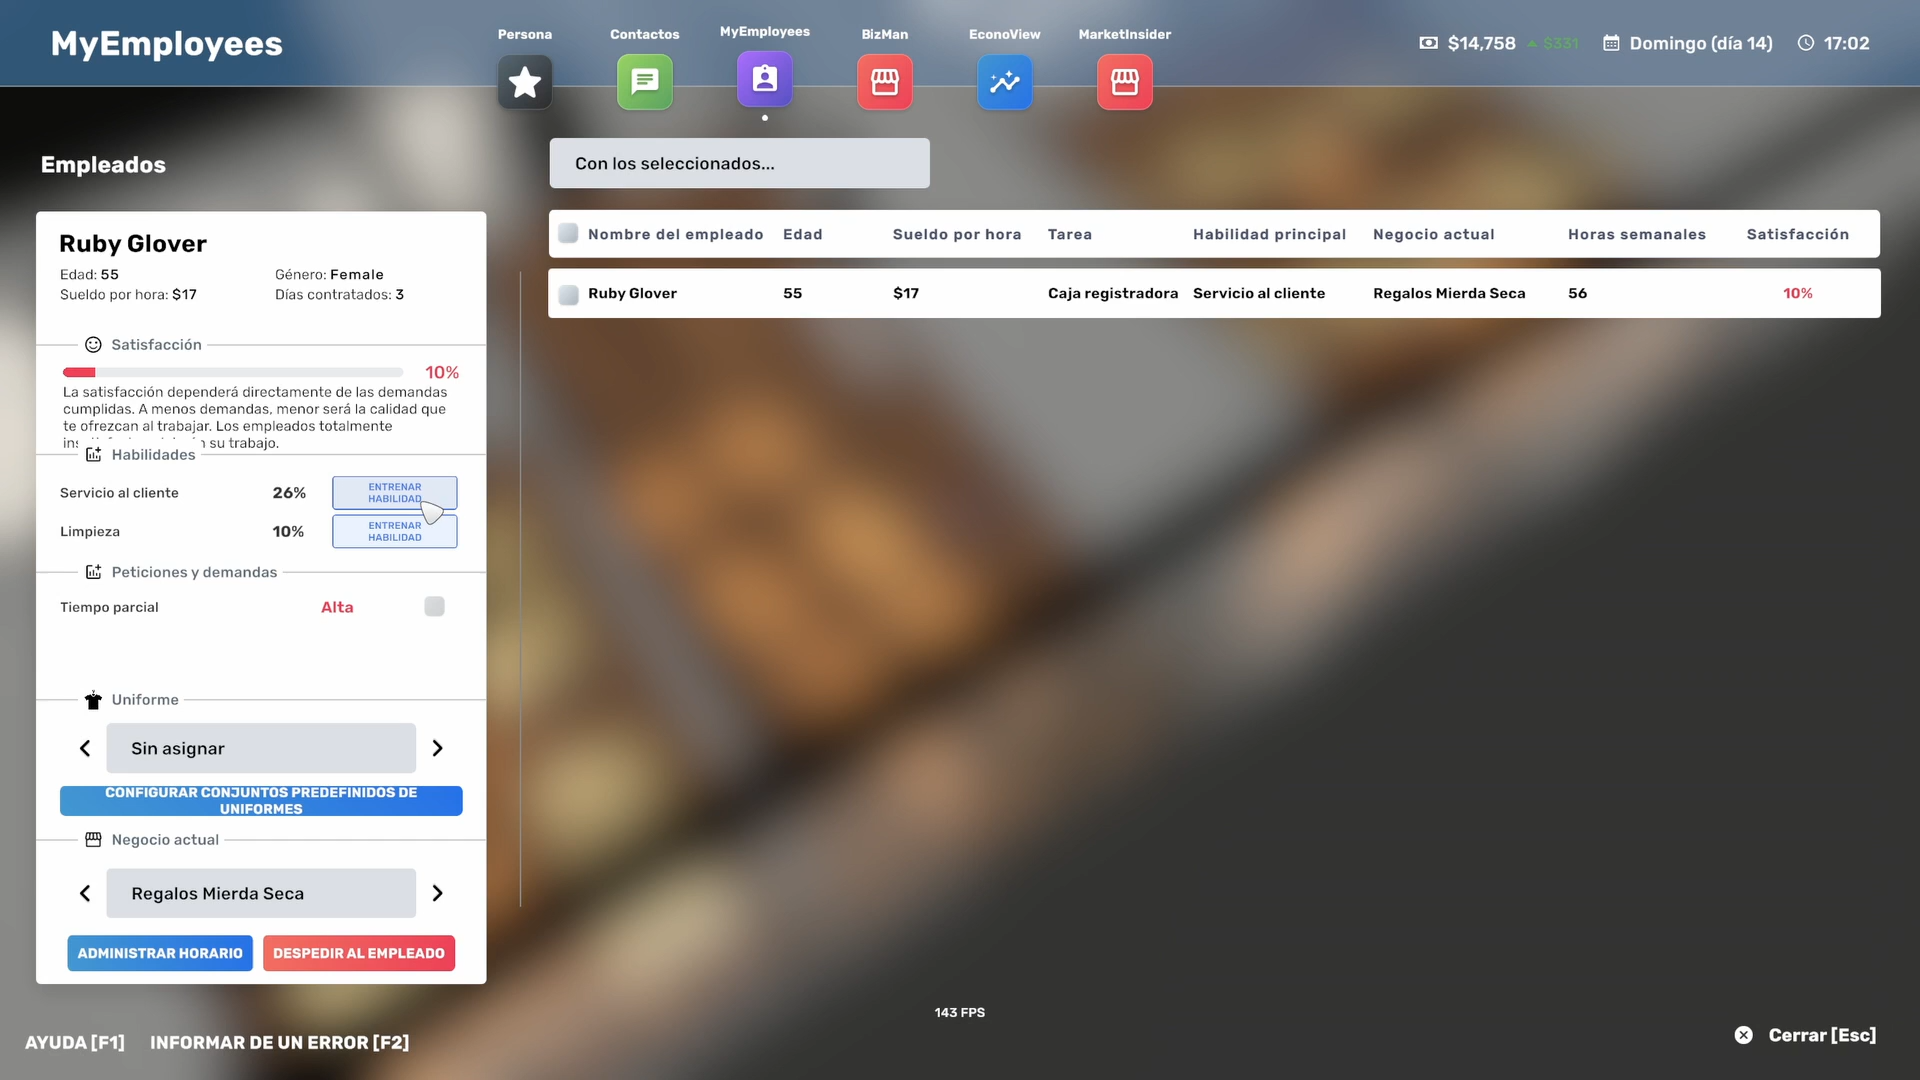 MyEmployees
Persona
Contactos
MyEmployees
BizMan
EconoView
MarketInsider
$14,758
$331
Domingo (día 14)
17:02
Empleados
Con los seleccionados...
Ruby Glover
Edad: 55
Género: Female
Sueldo por hora: $17
Días contratados: 3
Satisfacción
10%
La satisfacción dependerá directamente de las demandas
cumplidas. A menos demandas, menor será la calidad que
te ofrezcan al trabajar. Los empleados totalmente
su trabajo.
Habilidades
Servicio al cliente
26%
ENTRENAR
HABILIDAD
Limpieza
10%
ENTRENAR
HABILIDAD
Peticiones y demandas
Tiempo parcial
Alta
Uniforme
Sin asignar
CONFIGURAR CONJUNTOS PREDEFINIDOS DE
UNIFORMES
Negocio actual
Regalos Mierda Seca
ADMINISTRAR HORARIO
DESPEDIR AL EMPLEADO
Nombre del empleado
Edad
Sueldo por hora
Tarea
Habilidad principal
Negocio actual
Horas semanales
Satisfacción
Ruby Glover
55
$17
Caja registradora
Servicio al cliente
Regalos Mierda Seca
56
10%
143 FPS
AYUDA [F1]
INFORMAR DE UN ERROR [F2]
Cerrar [Esc]